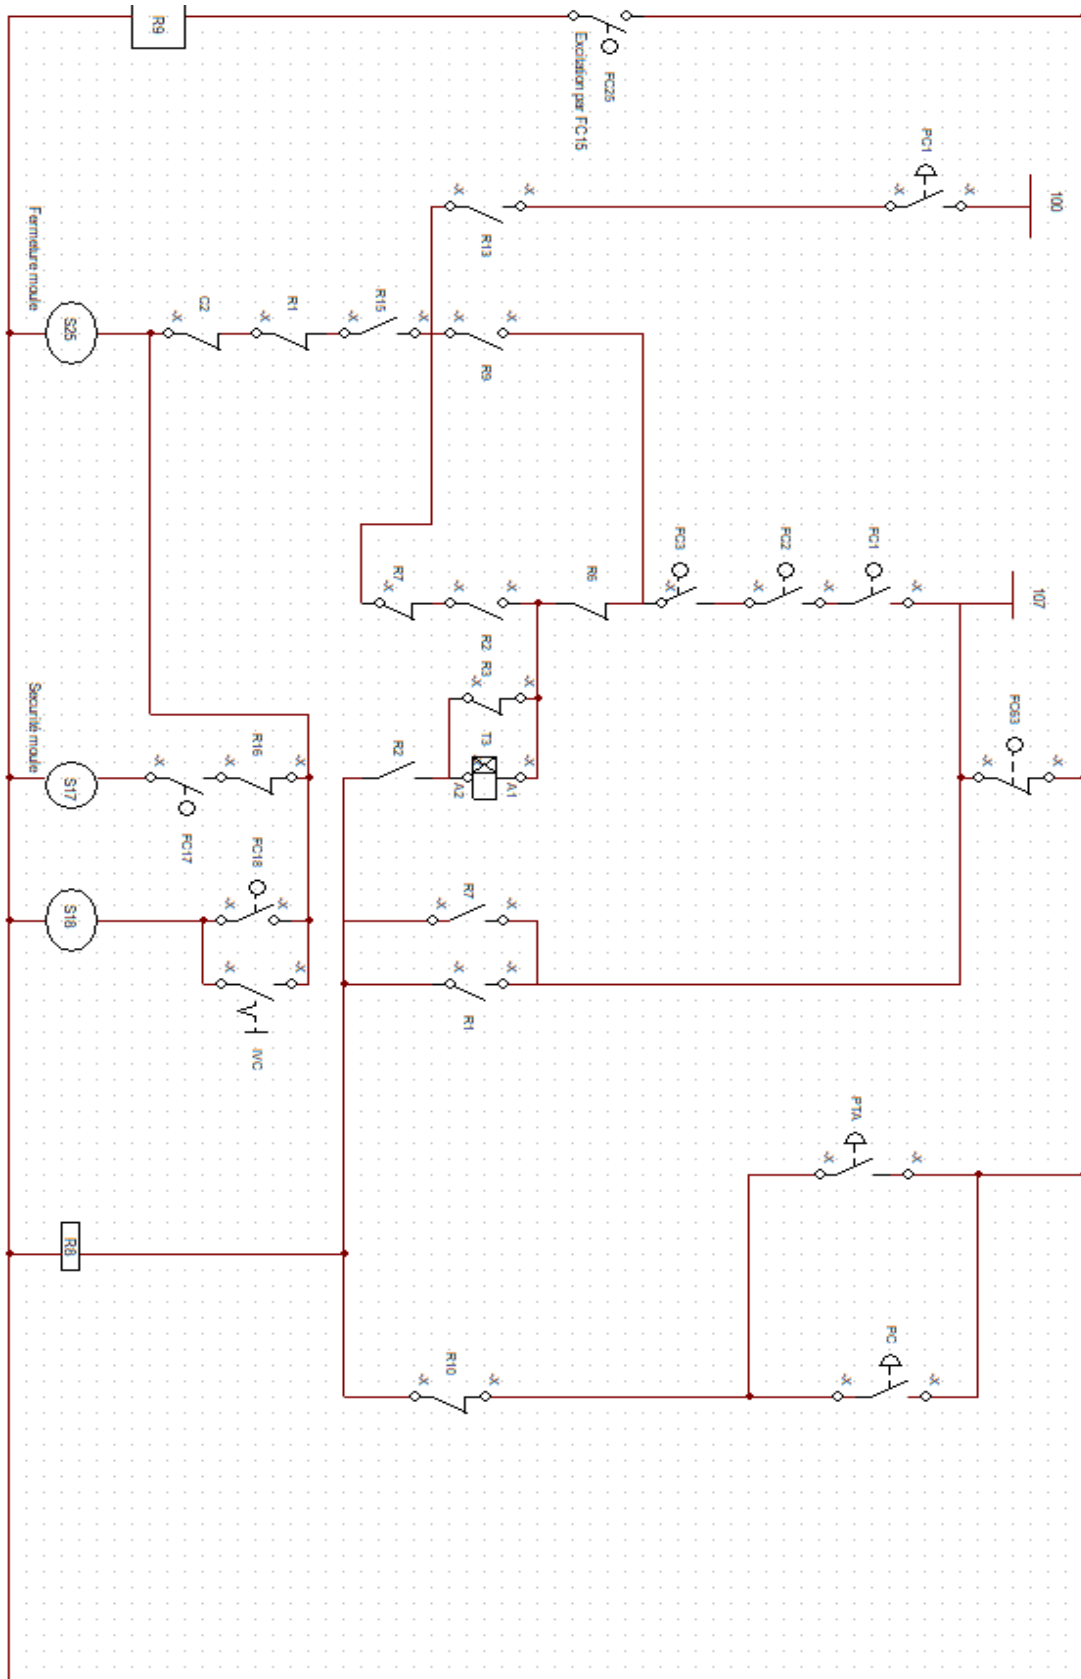 R9
Excitation par FC15
FC25
PC1
-X
-X
100
-X
-X
R13
Fermeture moule
S25
C2
-X
R1
-X
R15
-X
-X
-X
-X
R9
FC3
-X
FC2
-X
FC1
-X
-X
107
R7
-X
-X
R2
-X
R6
R3
-X
-X
T3
A2
A1
R2
FC63
-X
-X
Securité moule
S17
-X
FC17
R16
-X
-X
S18
FC18
-X
-X
-X
-X
IVC
R7
-X
-X
-X
-X
R1
PTA
-X
-X
R8
R10
-X
-X
PC
-X
-X